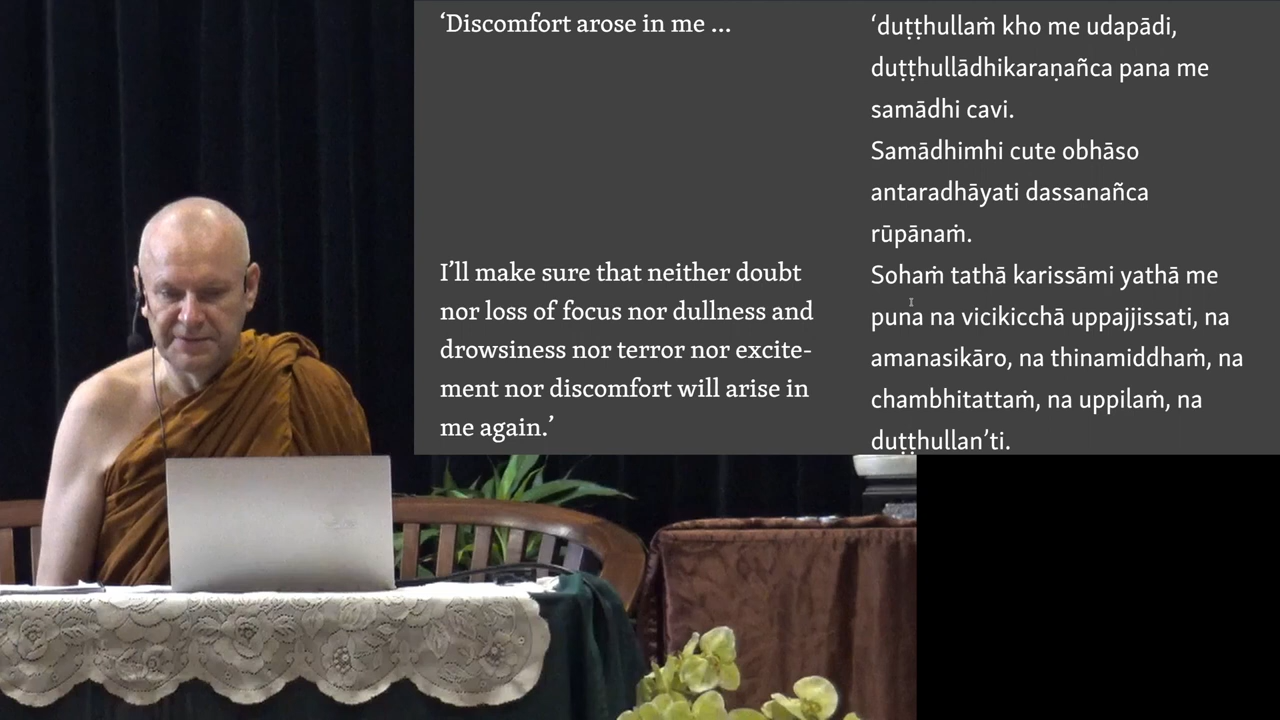 ‘Discomfort arose in me ...
I’ll make sure that neither doubt
nor loss of focus nor dullness and
drowsiness nor terror nor excite-
ment nor discomfort will arise in
me again.’
‘duṭṭhullaṁ kho me udapādi,
duṭṭhullādhikaraṇañca pana me
samādhi cavi.
Samādhimhi cute obhāso
antaradhāyati dassanañca
rūpānaṁ.
Sohaṁ tathā karissāmi yathā me
puna na vicikicchā uppajjissati, na
amanasikāro, na thinamiddhaṁ, na
chambhitattaṁ, na uppilaṁ, na
duṭṭhullan’ti.